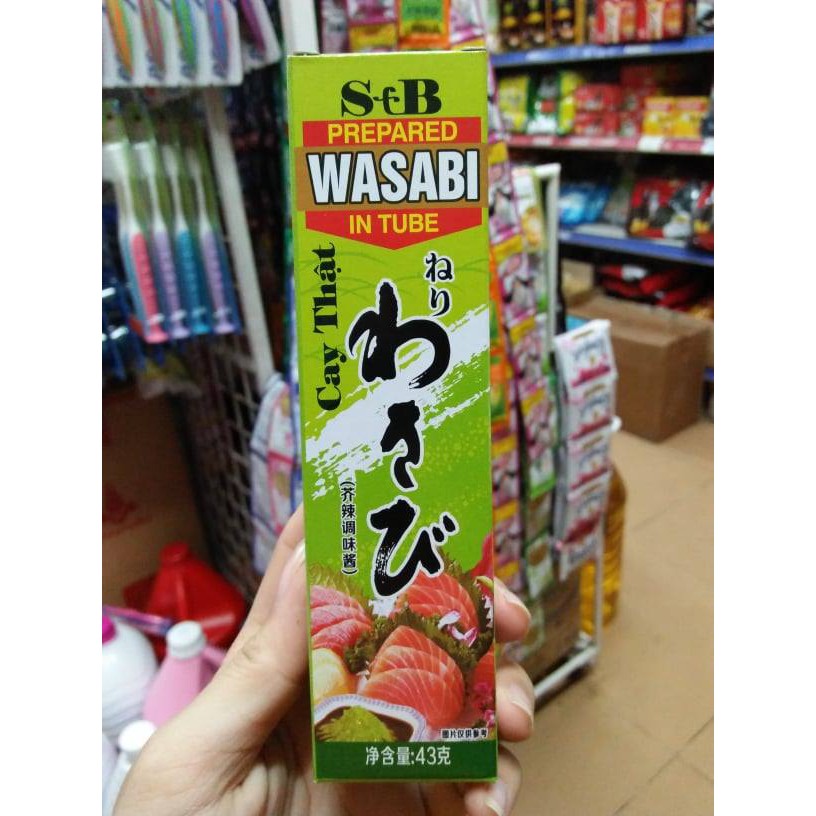 S&B
PREPARED
WASABI
IN TUBE
Cay Thật
ねり
わさび
(芥辣调味酱)
图片仅供参考
净含量:43克